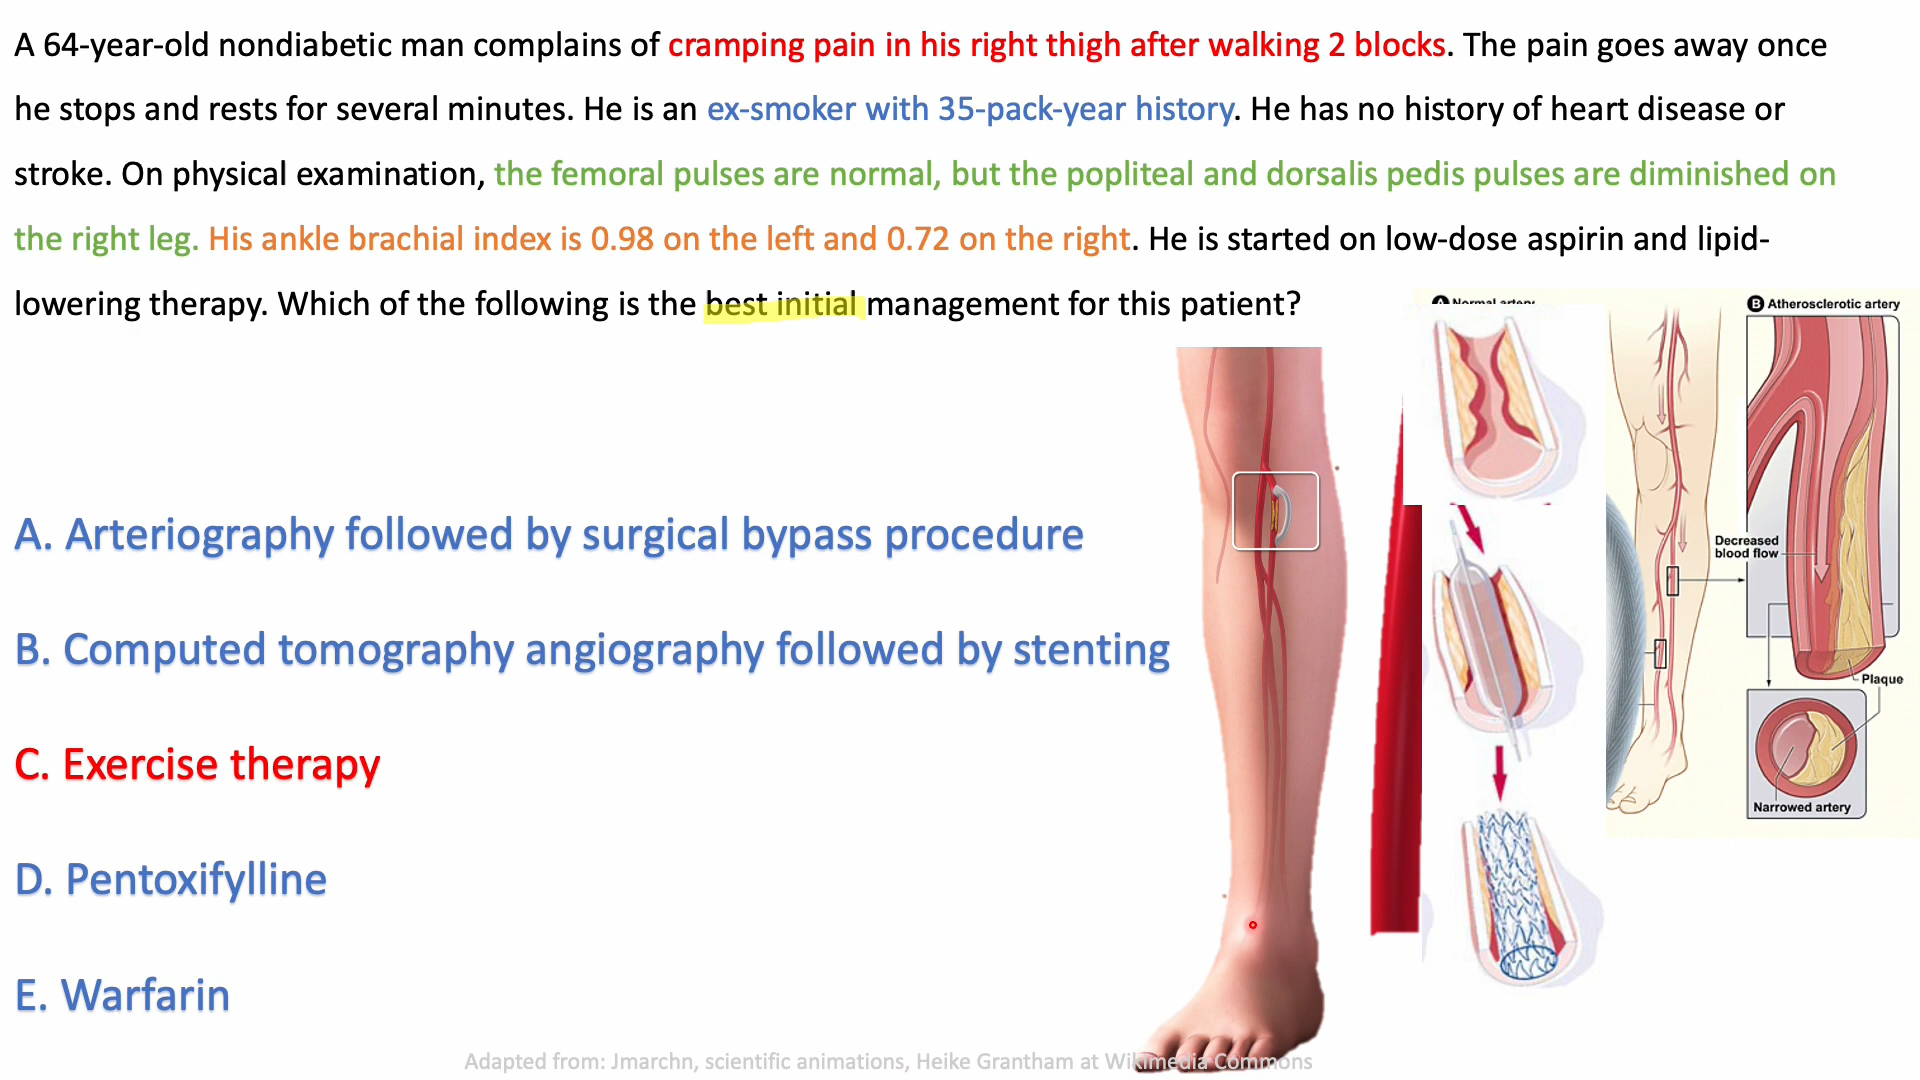 A 64-year-old nondiabetic man complains of cramping pain in his right thigh after walking 2 blocks. The pain goes away once
he stops and rests for several minutes. He is an ex-smoker with 35-pack-year history. He has no history of heart disease or
stroke. On physical examination, the femoral pulses are normal, but the popliteal and dorsalis pedis pulses are diminished on
the right leg. His ankle brachial index is 0.98 on the left and 0.72 on the right. He is started on low-dose aspirin and lipid-
lowering therapy. Which of the following is the best initial management for this patient?
A Normal artery
B Atherosclerotic artery
A. Arteriography followed by surgical bypass procedure
Decreased
blood flow
B. Computed tomography angiography followed by stenting
Plaque
C. Exercise therapy
Narrowed artery
D. Pentoxifylline
E. Warfarin
Adapted from: Jmarchn, scientific animations, Heike Grantham at Wikimedia Commons